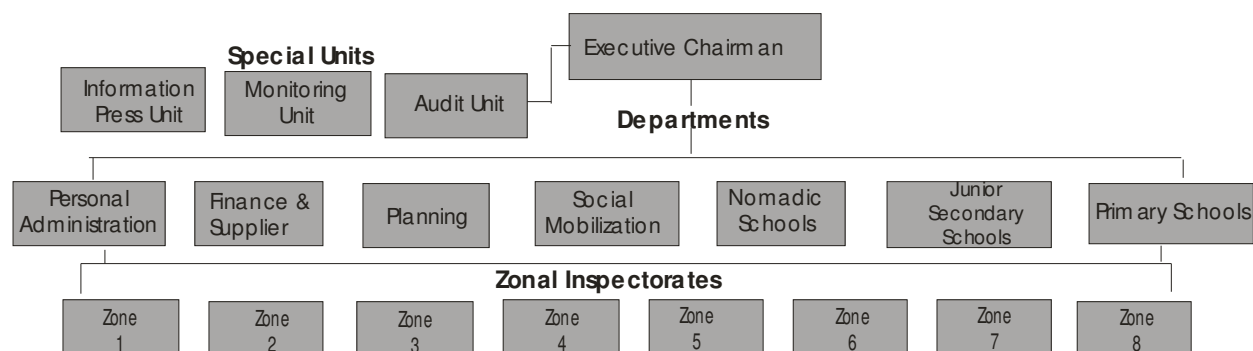 Executive Chairman
Special Units
Information
Press Unit
Monitoring
Unit
Audit Unit
Departments
Personal
Administration
Finance &
Supplier
Planning
Social
Mobilization
Nomadic
Schools
Junior
Secondary
Schools
Primary Schools
Zonal Inspectorates
Zone
1
Zone
2
Zone
3
Zone
4
Zone
5
Zone
6
Zone
7
Zone
8